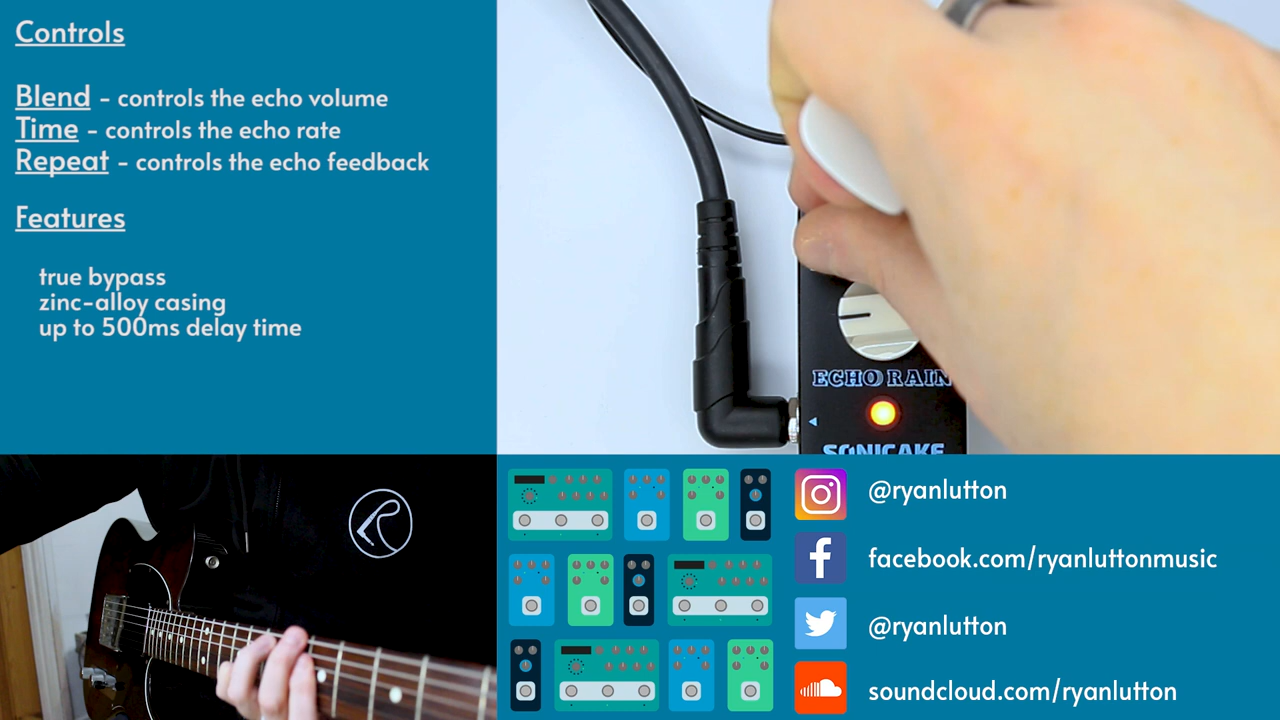 Controls
Blend - controls the echo volume
Time - controls the echo rate
Repeat - controls the echo feedback
Features
true bypass
zinc-alloy casing
up to 500ms delay time
ECHO RAIN
SONICAKE
@ryanlutton
facebook.com/ryanluttonmusic
@ryanlutton
soundcloud.com/ryanlutton